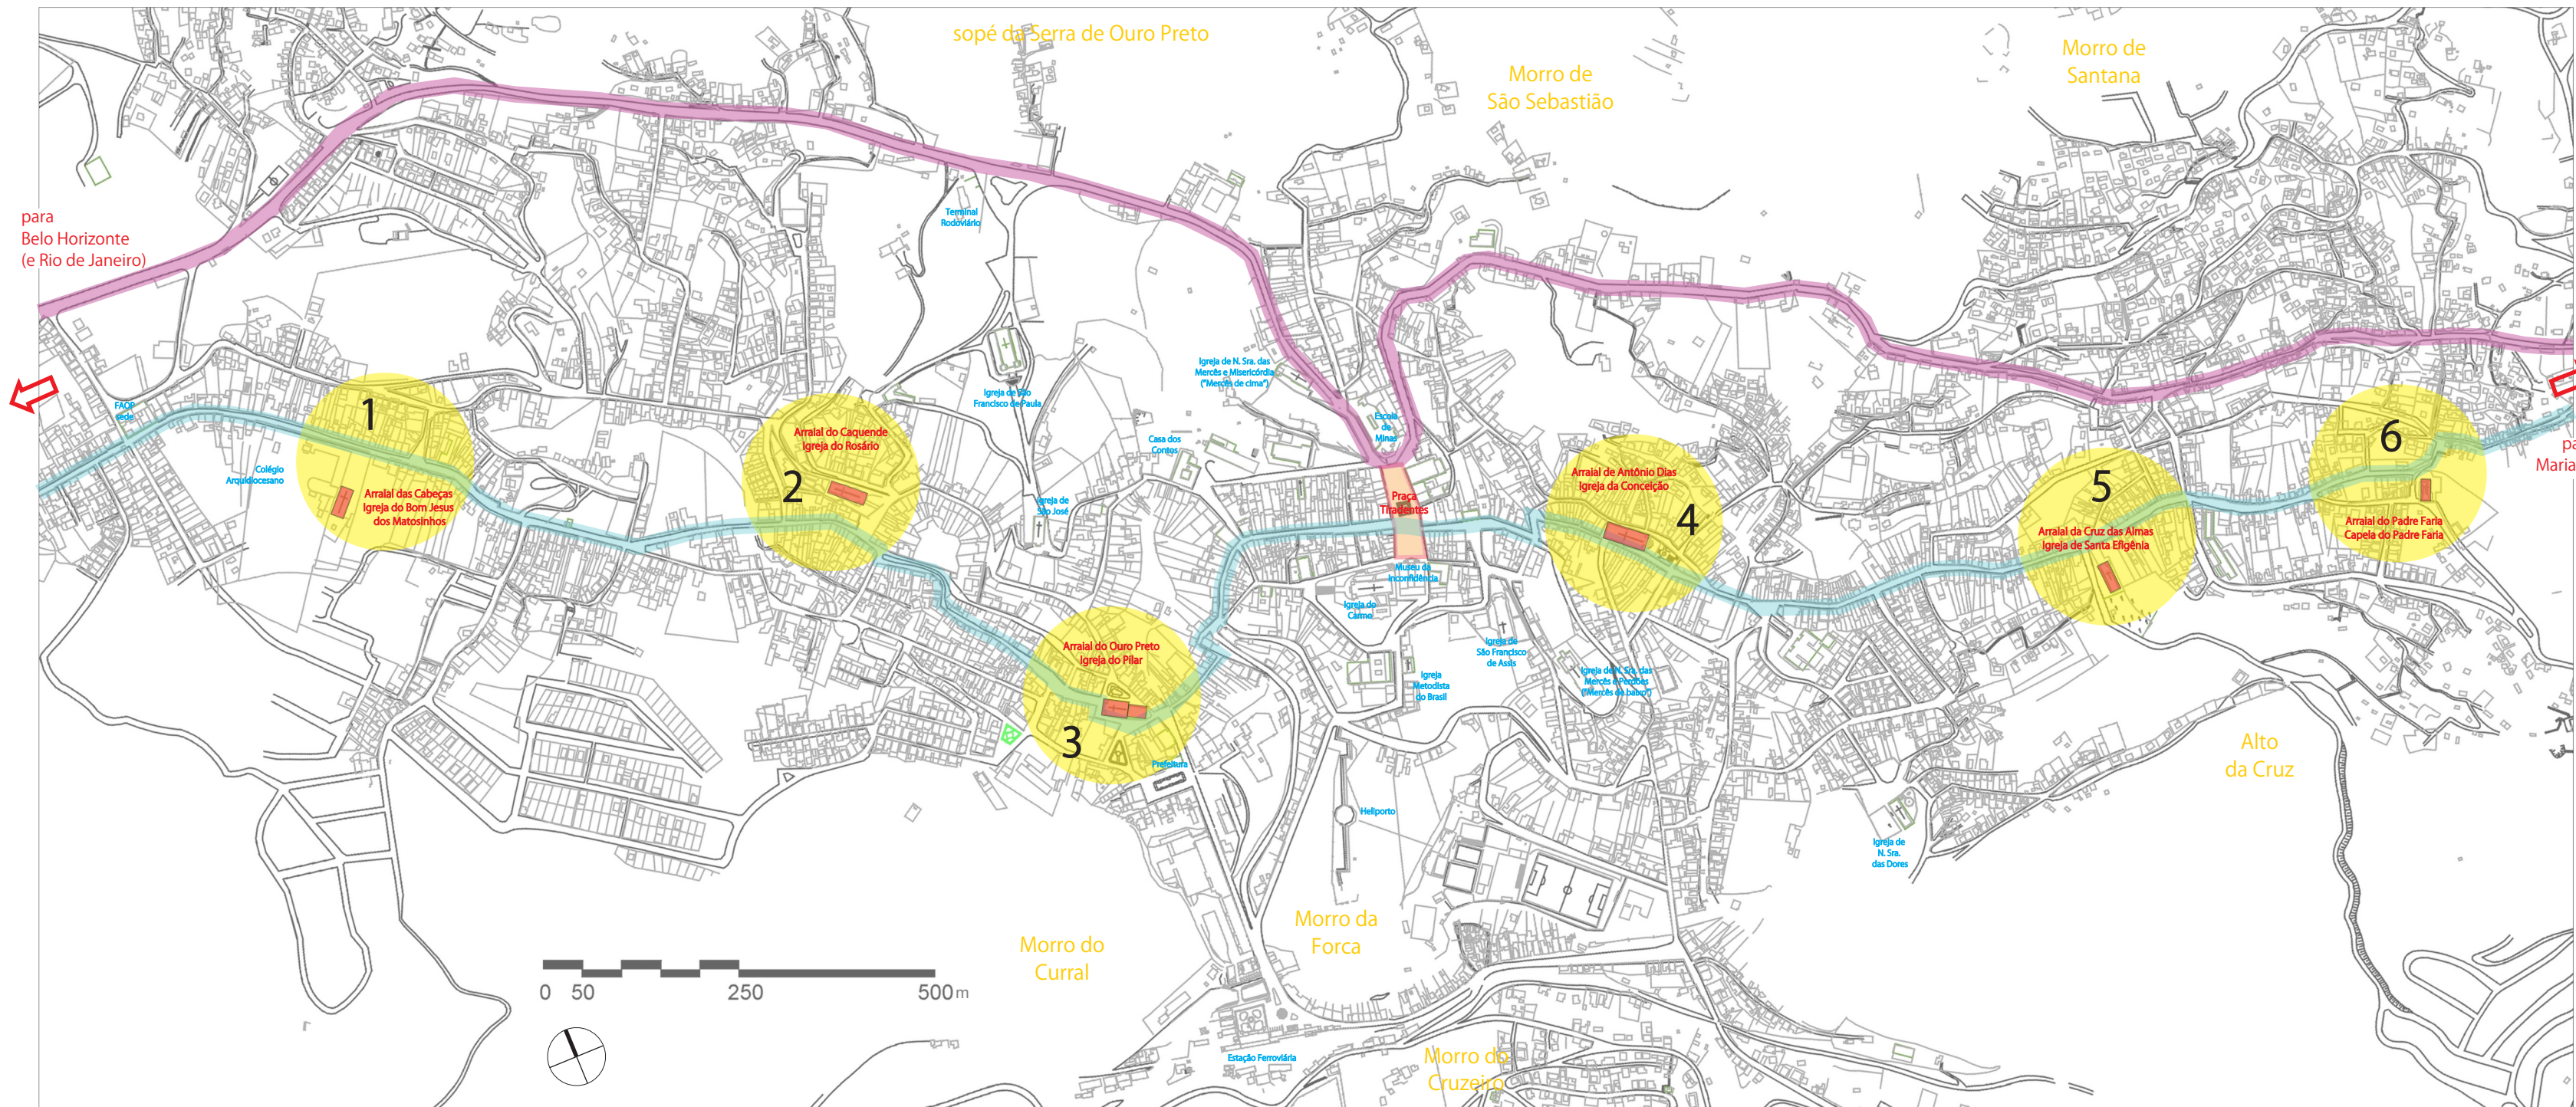 sopé da Serra de Ouro Preto
Morro de
São Sebastião
Morro de
Santana
para
Belo Horizonte
(e Rio de Janeiro)
Terminal
Rodoviário
Igreja de N. Sra. das
Mercês e Misericórdia
("Mercês de cima")
Igreja de São
Francisco de Paula
FAOP
sede
1
Colégio
Arquidiocesano
Arraial das Cabeças
Igreja do Bom Jesus
dos Matosinhos
Arraial do Caquende
Igreja do Rosário
2
Casa dos
Contos
Igreja de
São José
Escola
de
Minas
Praça
Tiradentes
Arraial de Antônio Dias
Igreja da Conceição
4
5
Arraial da Cruz das Almas
Igreja de Santa Efigênia
6
Arraial do Padre Faria
Capela do Padre Faria
pa
Maria
Museu da
Inconfidência
Igreja do
Carmo
Igreja de
São Francisco
de Assis
Igreja
Metodista
do Brasil
Igreja de N. Sra. das
Mercês e Perdões
("Mercês de baixo")
Arraial do Ouro Preto
Igreja do Pilar
3
Prefeitura
Heliporto
Alto
da Cruz
Igreja de
N. Sra.
das Dores
Morro do
Curral
Morro da
Forca
0 50 250 500 m
Estação Ferroviária
Morro do
Cruzeiro